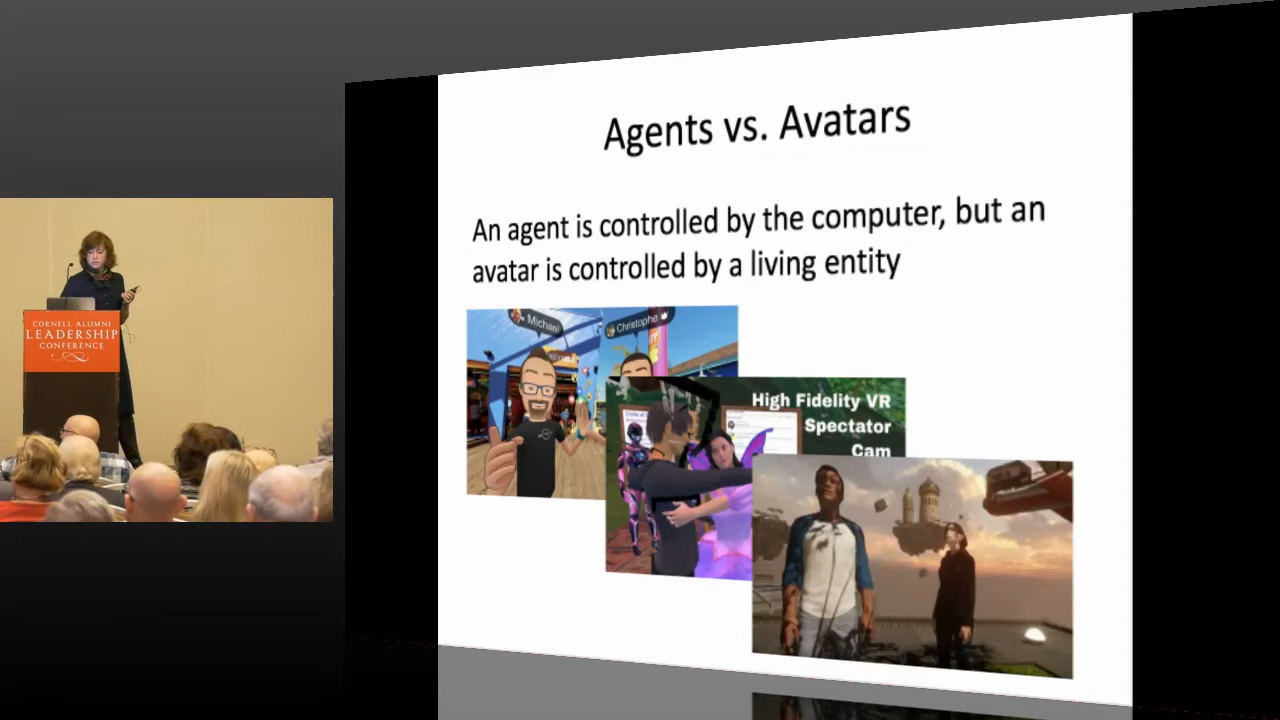 Agents vs. Avatars
An agent is controlled by the computer, but an
avatar is controlled by a living entity
Michael
Christophe
High Fidelity VR
Spectator
Cam
CORNELL ALUMNI
LEADERSHIP
CONFERENCE